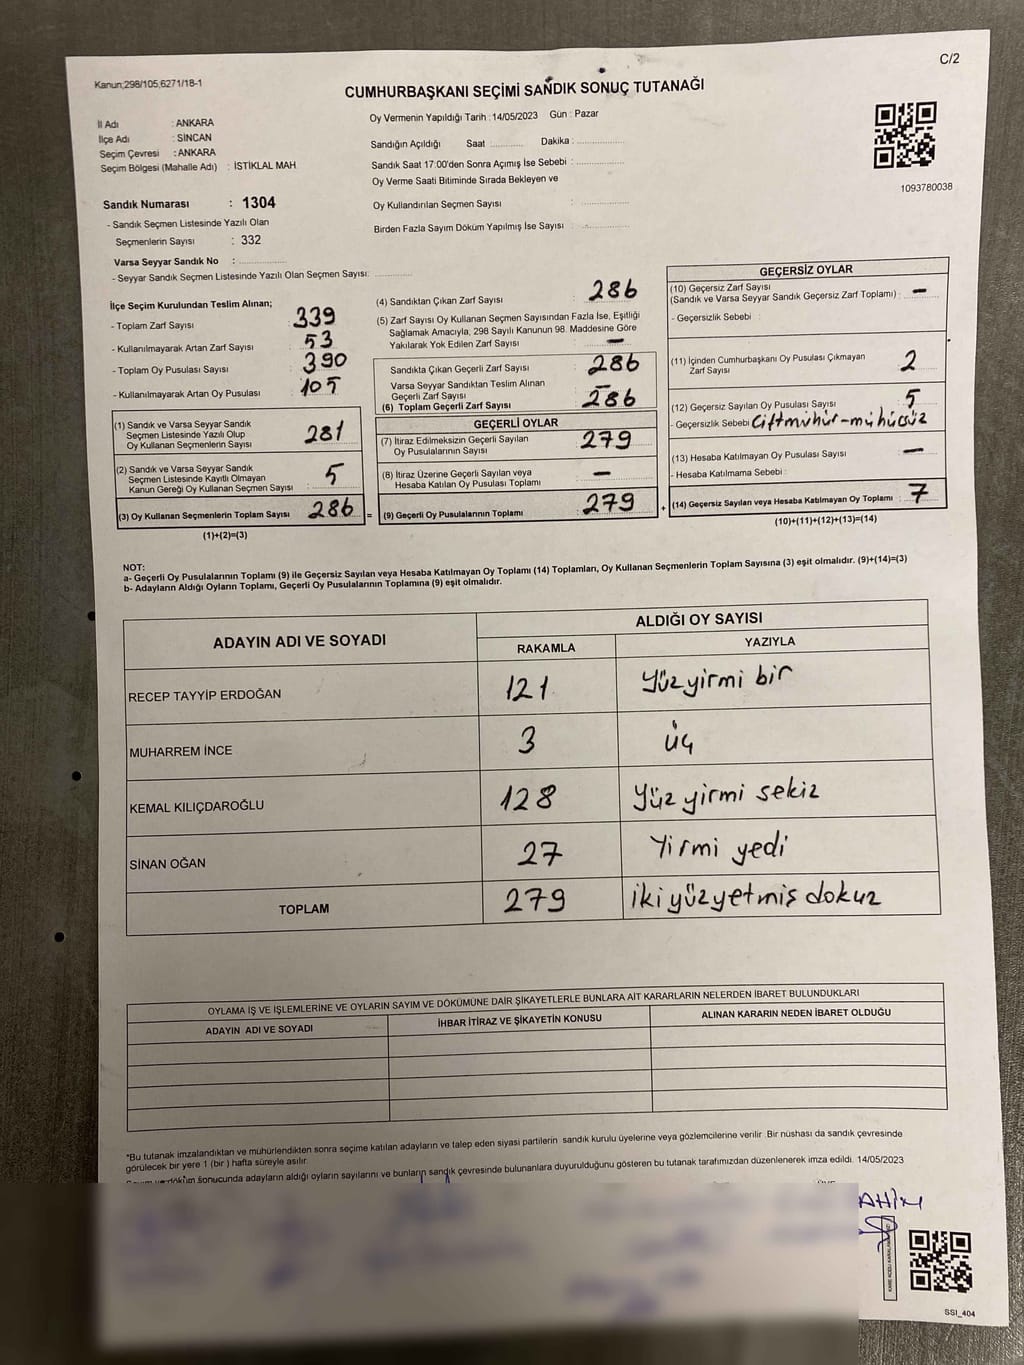 C/2
Kanun;298/105,6271/18-1
CUMHURBAŞKANI SEÇİMİ SANDIK SONUÇ TUTANAĞI
İl Adı : ANKARA
İlçe Adı : SİNCAN
Seçim Çevresi : ANKARA
Seçim Bölgesi (Mahalle Adı) : İSTİKLAL MAH
Oy Vermenin Yapıldığı Tarih : 14/05/2023 Gün : Pazar
Sandığın Açıldığı Saat ............ Dakika : ............
Sandık Saat 17:00'den Sonra Açımış İse Sebebi : ............
Oy Verme Saati Bitiminde Sırada Bekleyen ve
Oy Kullandırılan Seçmen Sayısı : ............
Birden Fazla Sayım Döküm Yapılmış İse Sayısı : ............
1093780038
Sandık Numarası : 1304
- Sandık Seçmen Listesinde Yazılı Olan
Seçmenlerin Sayısı : 332
Varsa Seyyar Sandık No : ............
- Seyyar Sandık Seçmen Listesinde Yazılı Olan Seçmen Sayısı: ............
İlçe Seçim Kurulundan Teslim Alınan;
- Toplam Zarf Sayısı : 339
- Kullanılmayarak Artan Zarf Sayısı : 53
- Toplam Oy Pusulası Sayısı : 390
- Kullanılmayarak Artan Oy Pusulası : 105
(1) Sandık ve Varsa Seyyar Sandık
Seçmen Listesinde Yazılı Olup
Oy Kullanan Seçmenlerin Sayısı : 281
(2) Sandık ve Varsa Seyyar Sandık
Seçmen Listesinde Kayıtlı Olmayan
Kanun Gereği Oy Kullanan Seçmen Sayısı : 5
(3) Oy Kullanan Seçmenlerin Toplam Sayısı : 286 =
(1)+(2)=(3)
(4) Sandıktan Çıkan Zarf Sayısı : 286
(5) Zarf Sayısı Oy Kullanan Seçmen Sayısından Fazla İse, Eşitliği
Sağlamak Amacıyla, 298 Sayılı Kanunun 98. Maddesine Göre
Yakılarak Yok Edilen Zarf Sayısı : -
Sandıkta Çıkan Geçerli Zarf Sayısı : 286
Varsa Seyyar Sandıktan Teslim Alınan
Geçerli Zarf Sayısı : -
(6) Toplam Geçerli Zarf Sayısı : 286
GEÇERLİ OYLAR
(7) İtiraz Edilmeksizin Geçerli Sayılan
Oy Pusulasının Sayısı : 279
(8) İtiraz Üzerine Geçerli Sayılan veya
Hesaba Katılan Oy Pusulası Toplamı : -
(9) Geçerli Oy Pusulalarının Toplamı : 279 +
GEÇERSİZ OYLAR
(10) Geçersiz Zarf Sayısı
(Sandık ve Varsa Seyyar Sandık Geçersiz Zarf Toplamı) : -
- Geçersizlik Sebebi :
(11) İçinden Cumhurbaşkanı Oy Pusulası Çıkmayan
Zarf Sayısı : 2
(12) Geçersiz Sayılan Oy Pusulası Sayısı : 5
- Geçersizlik Sebebi Çiftmühür-mühürsüz
(13) Hesaba Katılmayan Oy Pusulası Sayısı : -
- Hesaba Katılmama Sebebi :
(14) Geçersiz Sayılan veya Hesaba Katılmayan Oy Toplamı : 7
(10)+(11)+(12)+(13)=(14)
NOT:
a- Geçerli Oy Pusulalarının Toplamı (9) ile Geçersiz Sayılan veya Hesaba Katılmayan Oy Toplamı (14) Toplamları, Oy Kullanan Seçmenlerin Toplam Sayısına (3) eşit olmalıdır. (9)+(14)=(3)
b- Adayların Aldığı Oyların Toplamı, Geçerli Oy Pusulalarının Toplamına (9) eşit olmalıdır.
ADAYIN ADI VE SOYADI
ALDIĞI OY SAYISI
RAKAMLA YAZIYLA
RECEP TAYYİP ERDOĞAN 121 Yüzyirmi bir
MUHARREM İNCE 3 üç
KEMAL KILIÇDAROĞLU 128 Yüz yirmi sekiz
SİNAN OĞAN 27 Yirmi yedi
TOPLAM 279 iki yüz yetmiş dokuz
OYLAMA İŞ VE İŞLEMLERİNE VE OYLARIN SAYIM VE DÖKÜMÜNE DAİR ŞİKAYETLERLE BUNLARA AİT KARARLARIN NELERDEN İBARET BULUNDUKLARI
ADAYIN ADI VE SOYADI İHBAR İTİRAZ VE ŞİKAYETİN KONUSU ALINAN KARARIN NEDEN İBARET OLDUĞU
*Bu tutanak imzalandıktan ve mühürlendikten sonra seçime katılan adayların ve talep eden siyasi partilerin sandık kurulu üyelerine veya gözlemcilerine verilir. Bir nüshası da sandık çevresinde
görülecek bir yere 1 (bir) hafta süreyle asılır.
Sayım ve döküm sonucunda adayların aldığı oyların sayılarını ve bunların sandık çevresinde bulunanlara duyurulduğunu gösteren bu tutanak tarafımızdan düzenlenerek imza edildi. 14/05/2023
SSI_404